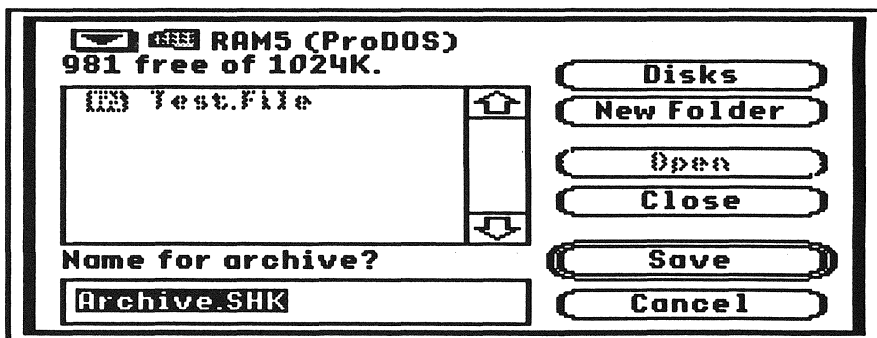 RAM5 (ProDOS)
981 free of 1024K.
Test.File
Name for archive?
Archive.SHK
Disks
New Folder
Open
Close
Save
Cancel